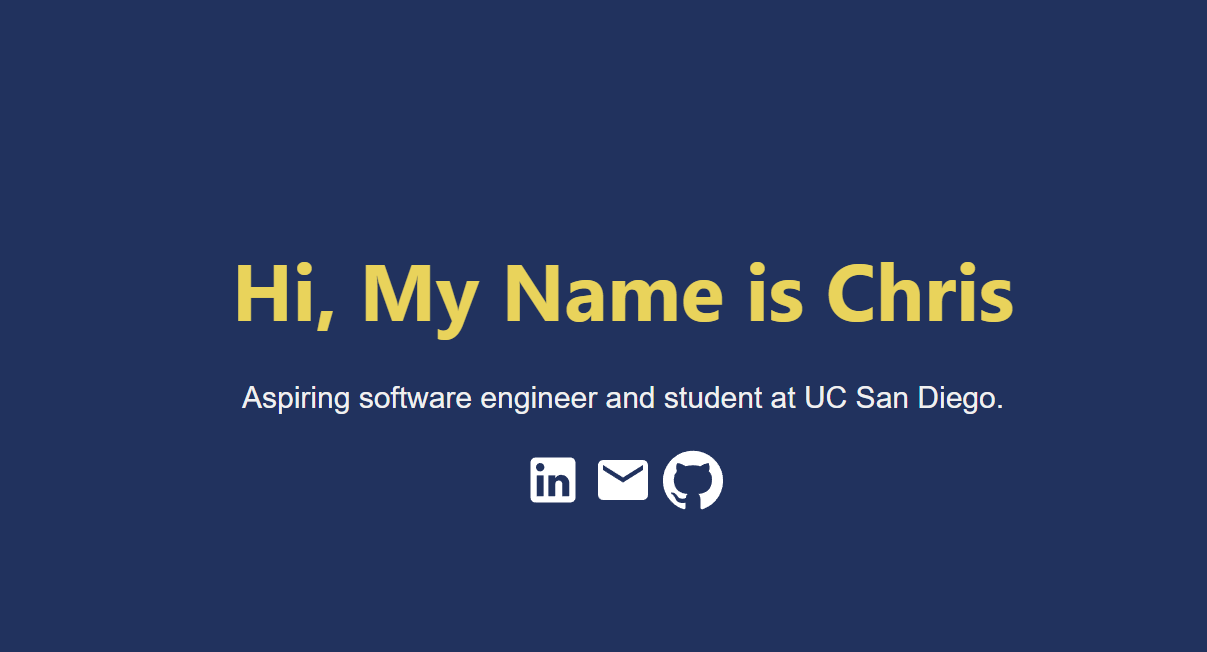 Hi, My Name is Chris
Aspiring software engineer and student at UC San Diego.
in